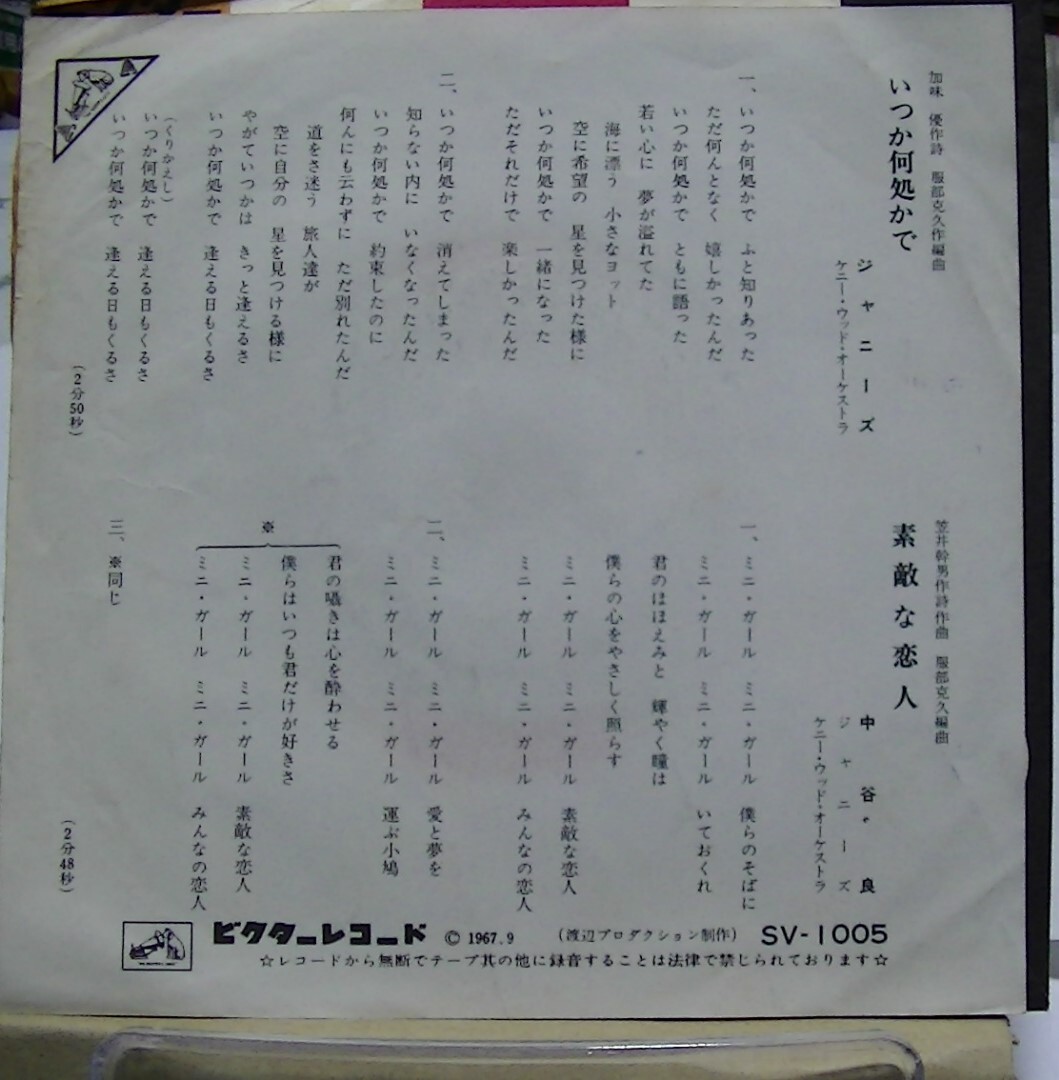 加味 優作詩 服部克久作編曲
いつか何処かで
ジャニーズ
ケニー・ウッド・オーケストラ
一、いつか何処かで ふと知りあった
ただ何んとなく 嬉しかったんだ
いつか何処かで ともに語った
若い心に 夢が溢れてた
海に漂う 小さなヨット
空に希望の 星を見つけた様に
いつか何処かで 一緒になった
ただそれだけで 楽しかったんだ
二、いつか何処かで 消えてしまった
知らない内に いなくなったんだ
いつか何処かで 約束したのに
何んにも云わずに ただ別れたんだ
道をさ迷う 旅人達が
空に自分の 星を見つける様に
やがていつかは きっと逢えるさ
いつか何処かで 逢える日もくるさ
(くりかえし)
いつか何処かで 逢える日もくるさ
いつか何処かで 逢える日もくるさ
(2分50秒)
笠井幹男作詩作曲 服部克久編曲
素敵な恋人
中谷 良
ジャニーズ
ケニー・ウッド・オーケストラ
一、ミニ・ガール ミニ・ガール 僕らのそばに
ミニ・ガール ミニ・ガール いておくれ
君のほほえみと 輝やく瞳は
僕らの心をやさしく照らす
ミニ・ガール ミニ・ガール 素敵な恋人
ミニ・ガール ミニ・ガール みんなの恋人
二、ミニ・ガール ミニ・ガール 愛と夢を
ミニ・ガール ミニ・ガール 運ぶ小鳩
※
君の囁きは心を酔わせる
僕らはいつも君だけが好きさ
ミニ・ガール ミニ・ガール 素敵な恋人
ミニ・ガール ミニ・ガール みんなの恋人
三、※同じ
(2分48秒)
ビクターレコード © 1967.9 (渡辺プロダクション制作) SV-1005
☆レコードから無断でテープ其の他に録音することは法律で禁じられております☆